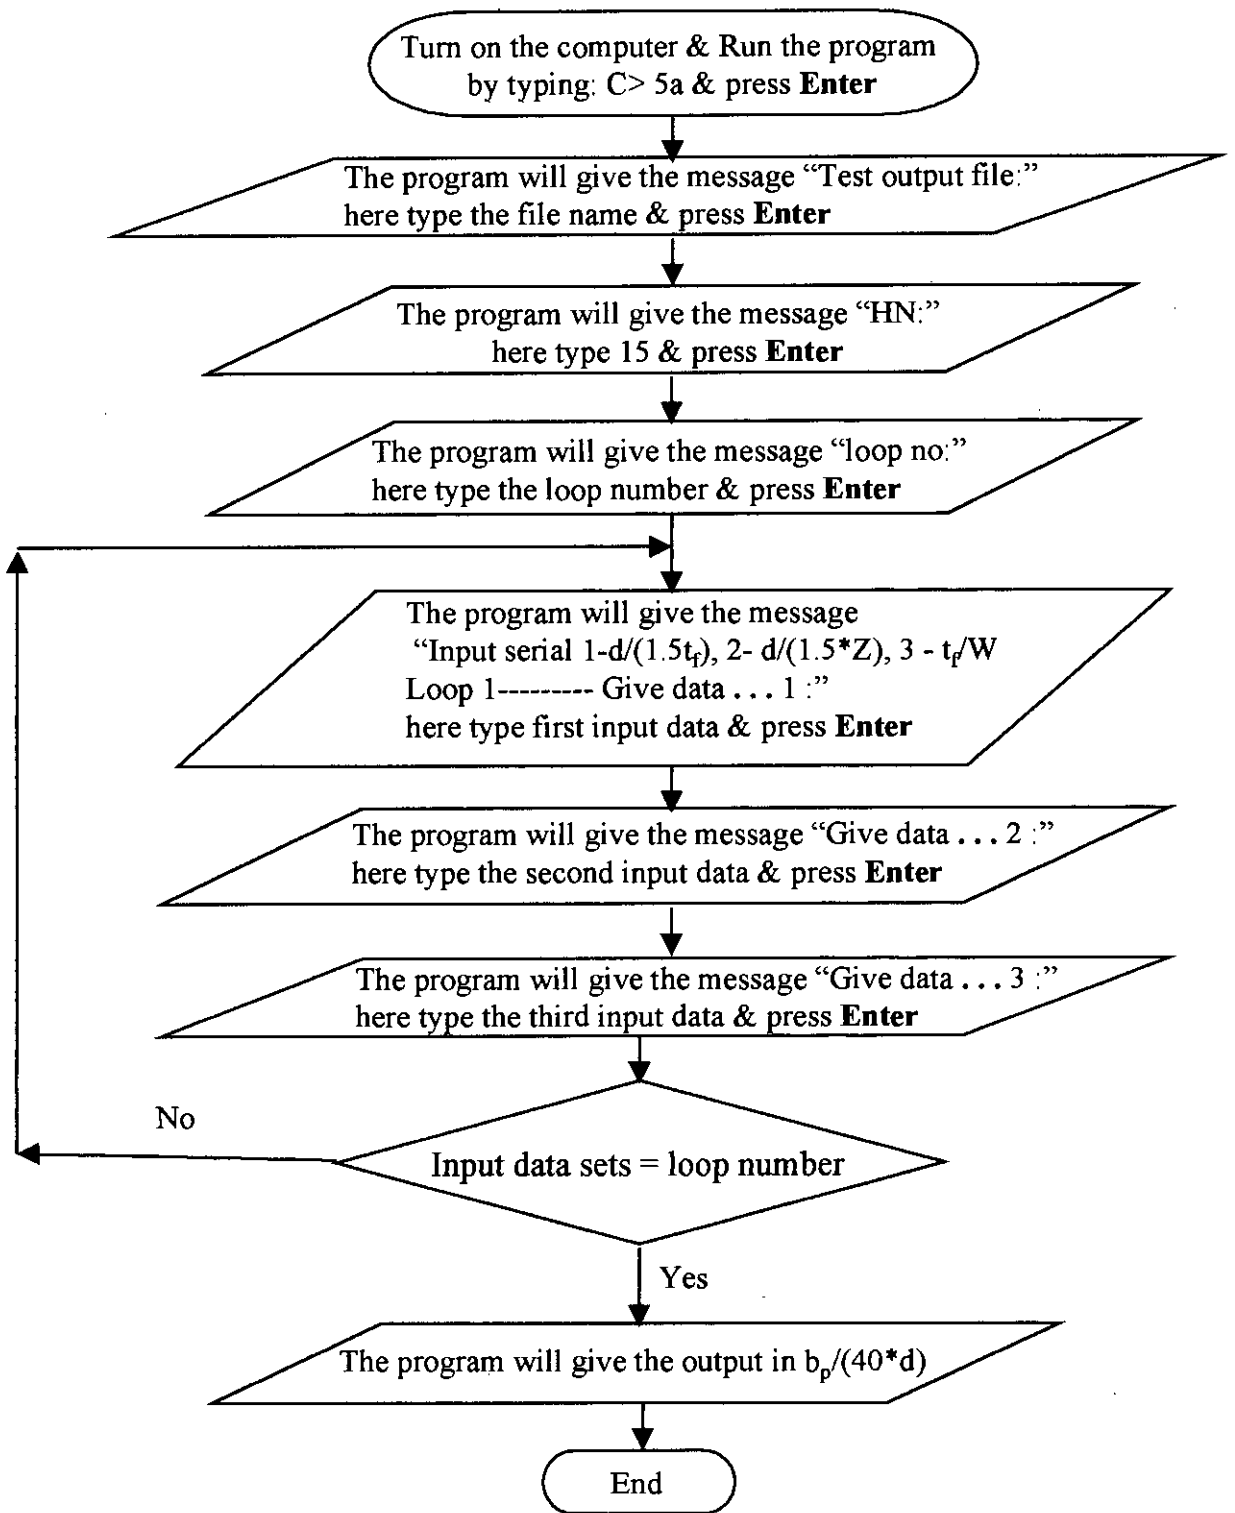 Turn on the computer & Run the program
by typing: C> 5a & press Enter
The program will give the message “Test output file:”
here type the file name & press Enter
The program will give the message “HN:”
here type 15 & press Enter
The program will give the message “loop no:”
here type the loop number & press Enter
The program will give the message
“Input serial 1-d/(1.5tf), 2- d/(1.5*Z), 3 - tf/W
Loop 1--------- Give data . . . 1 :”
here type first input data & press Enter
The program will give the message “Give data . . . 2 :”
here type the second input data & press Enter
The program will give the message “Give data . . . 3 :”
here type the third input data & press Enter
No
Input data sets = loop number
Yes
The program will give the output in bp/(40*d)
End